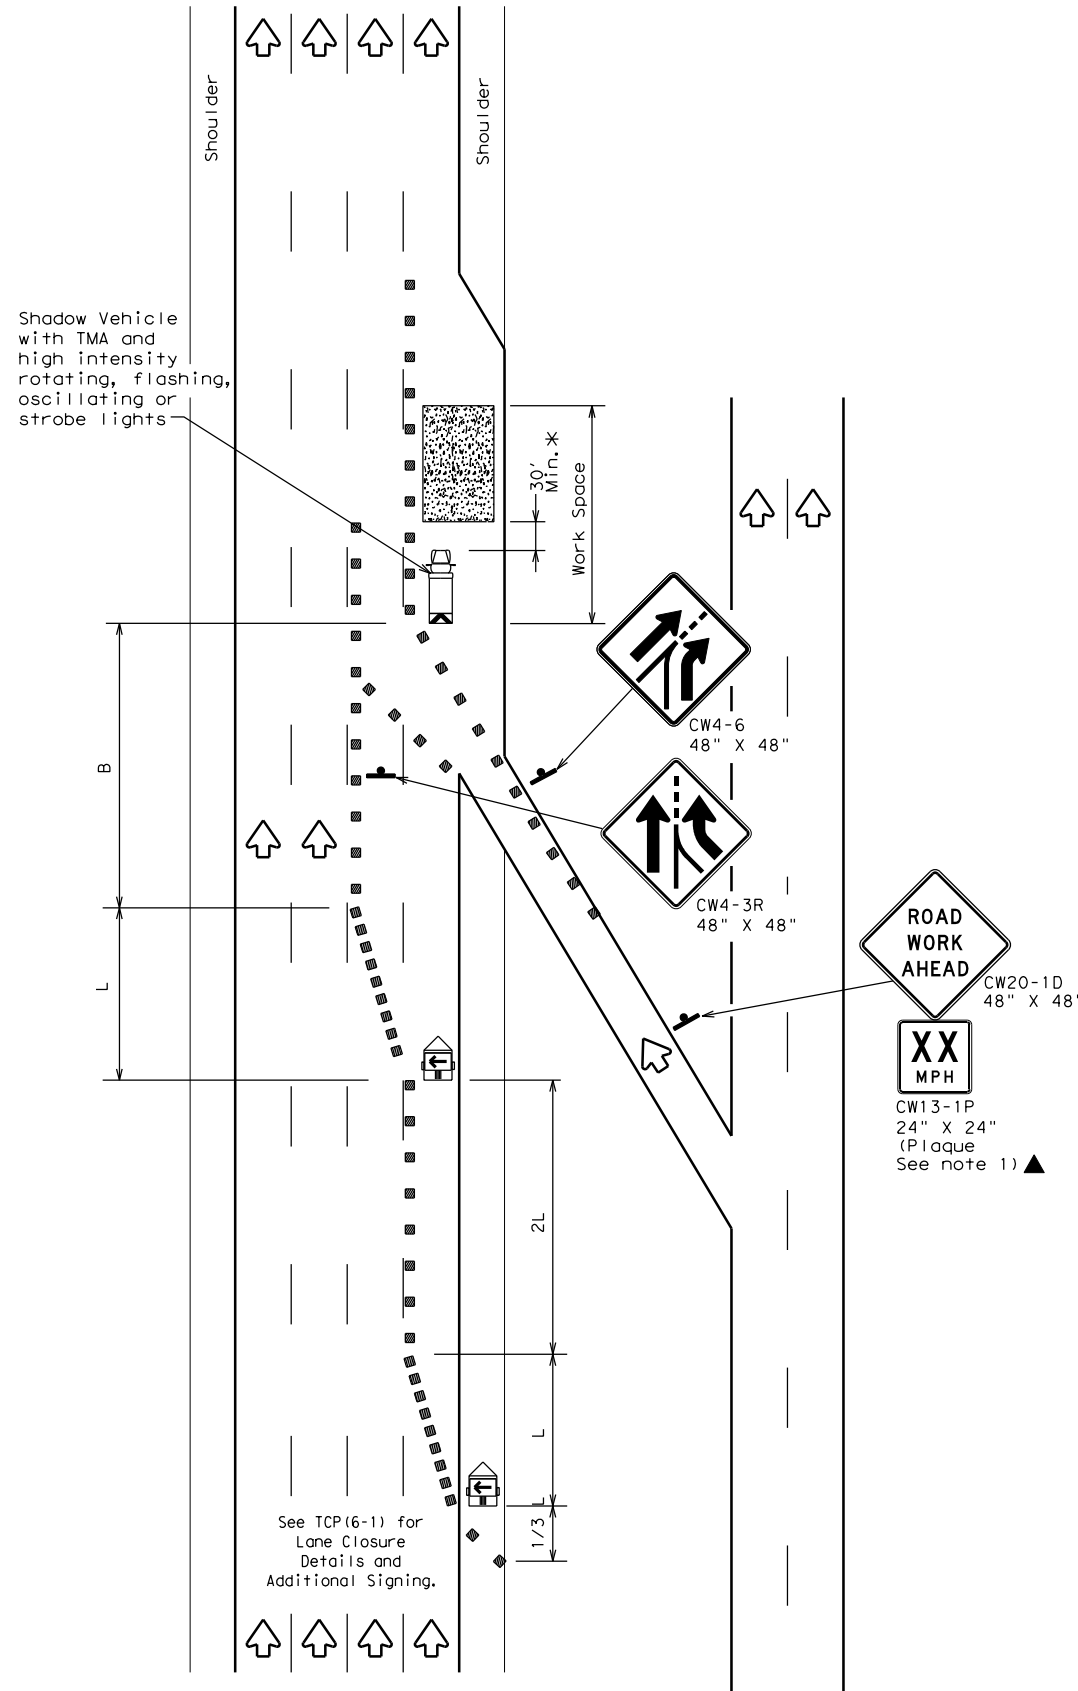 Shoulder
Shoulder
Shadow Vehicle
with TMA and
high intensity
rotating, flashing,
oscillating or
strobe lights
30'
Min.*
Work Space
B
CW4-6
48" X 48"
CW4-3R
48" X 48"
L
ROAD
WORK
AHEAD
CW20-1D
48" X 48"
XX
MPH
CW13-1P
24" X 24"
(Plaque
See note 1)▲
2L
L
1/3 L
See TCP(6-1) for
Lane Closure
Details and
Additional Signing.